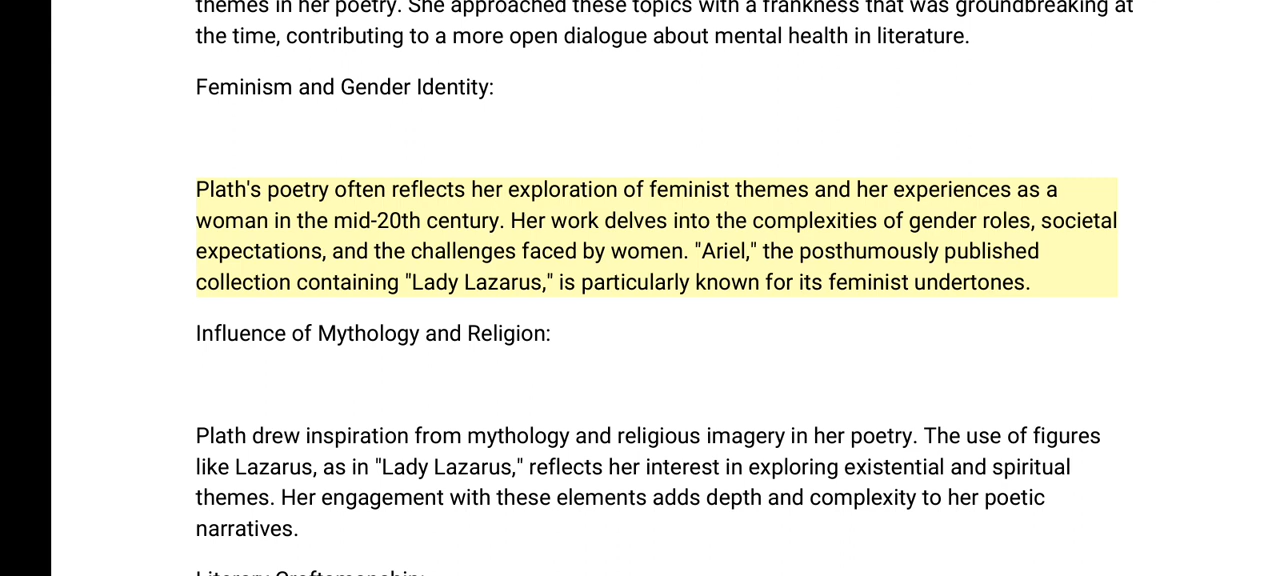 themes in her poetry. She approached these topics with a frankness that was groundbreaking at
the time, contributing to a more open dialogue about mental health in literature.
Feminism and Gender Identity:
Plath's poetry often reflects her exploration of feminist themes and her experiences as a
woman in the mid-20th century. Her work delves into the complexities of gender roles, societal
expectations, and the challenges faced by women. "Ariel," the posthumously published
collection containing "Lady Lazarus," is particularly known for its feminist undertones.
Influence of Mythology and Religion:
Plath drew inspiration from mythology and religious imagery in her poetry. The use of figures
like Lazarus, as in "Lady Lazarus," reflects her interest in exploring existential and spiritual
themes. Her engagement with these elements adds depth and complexity to her poetic
narratives.
Literary Craftsmanship: